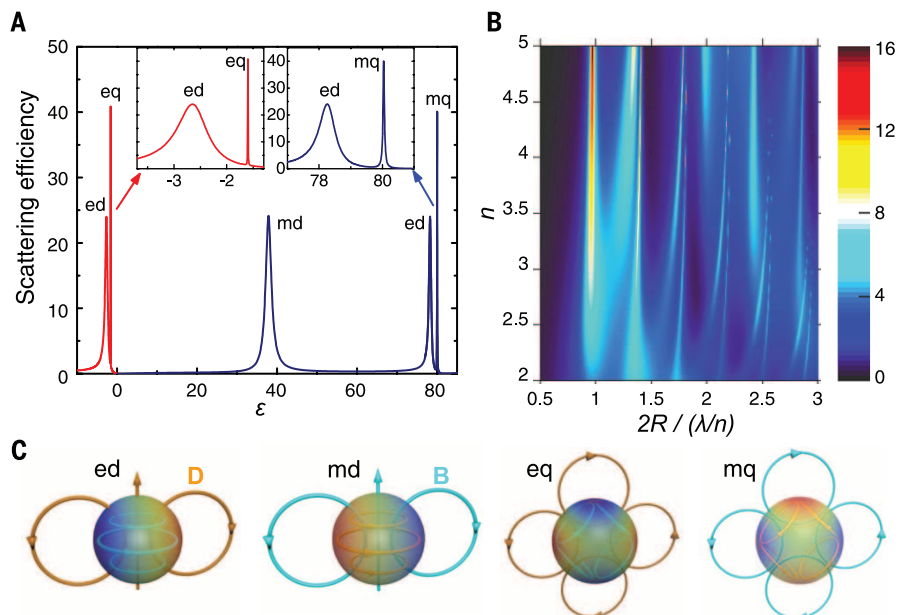 A
Scattering efficiency
50
40
30
20
10
0
0
20
40
60
80
ε
eq
ed
md
ed
mq
ed
eq
-3
-2
40
30
20
10
0
ed
mq
78
80
B
n
5
4.5
4
3.5
3
2.5
2
0.5
1
1.5
2
2.5
3
2R / (λ/n)
16
12
8
4
0
C
ed
D
md
B
eq
mq